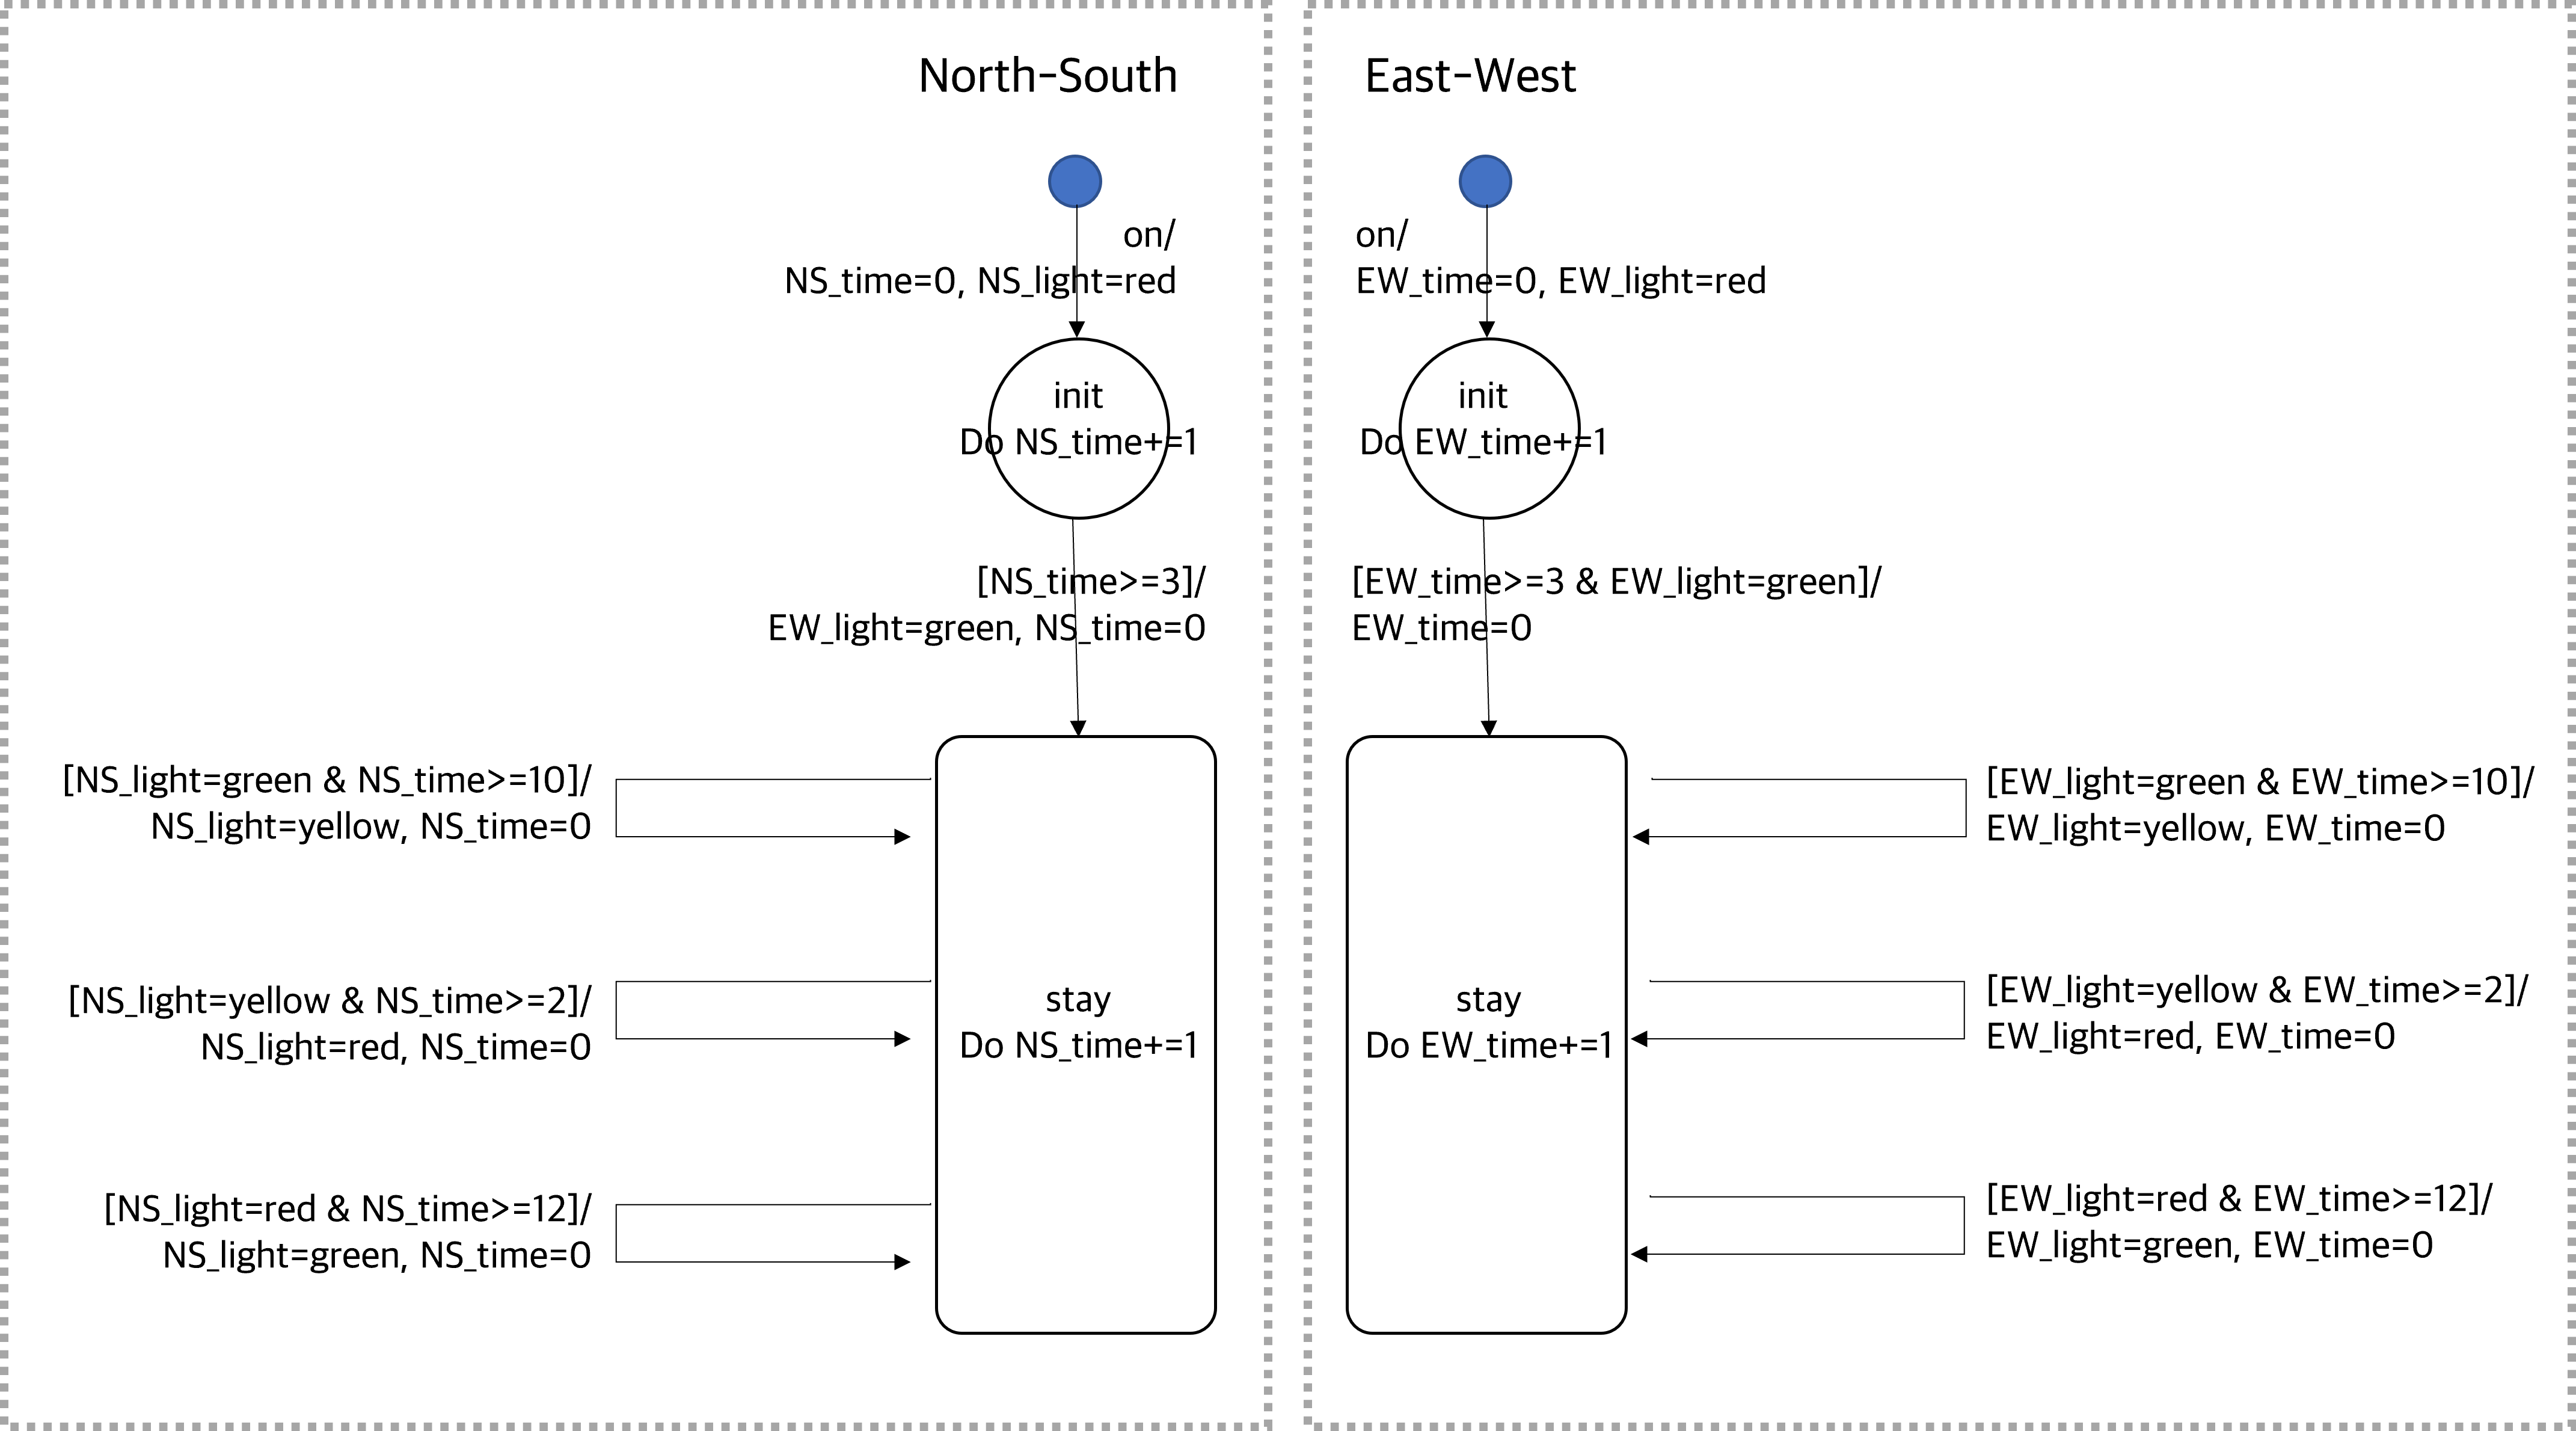 North-South
on/
NS_time=0, NS_light=red
init
Do NS_time+=1
[NS_time>=3]/
EW_light=green, NS_time=0
[NS_light=green & NS_time>=10]/
NS_light=yellow, NS_time=0
[NS_light=yellow & NS_time>=2]/
NS_light=red, NS_time=0
[NS_light=red & NS_time>=12]/
NS_light=green, NS_time=0
stay
Do NS_time+=1
East-West
on/
EW_time=0, EW_light=red
init
Do EW_time+=1
[EW_time>=3 & EW_light=green]/
EW_time=0
stay
Do EW_time+=1
[EW_light=green & EW_time>=10]/
EW_light=yellow, EW_time=0
[EW_light=yellow & EW_time>=2]/
EW_light=red, EW_time=0
[EW_light=red & EW_time>=12]/
EW_light=green, EW_time=0